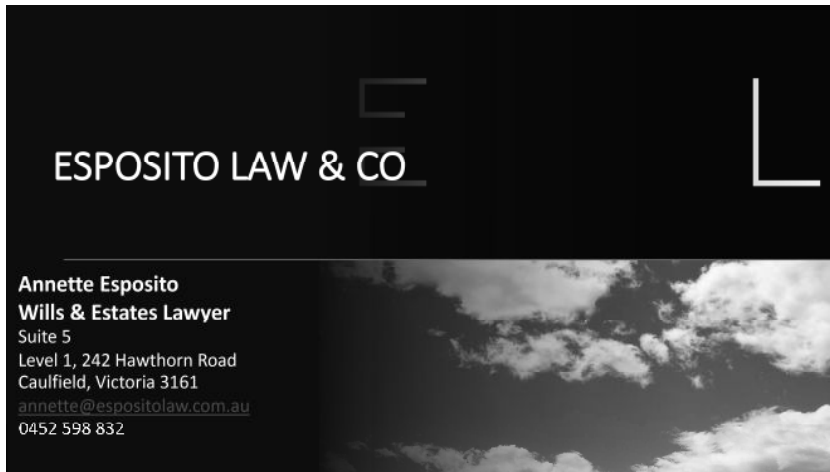 E L
ESPOSITO LAW & CO
Annette Esposito
Wills & Estates Lawyer
Suite 5
Level 1, 242 Hawthorn Road
Caulfield, Victoria 3161
annette@espositolaw.com.au
0452 598 832